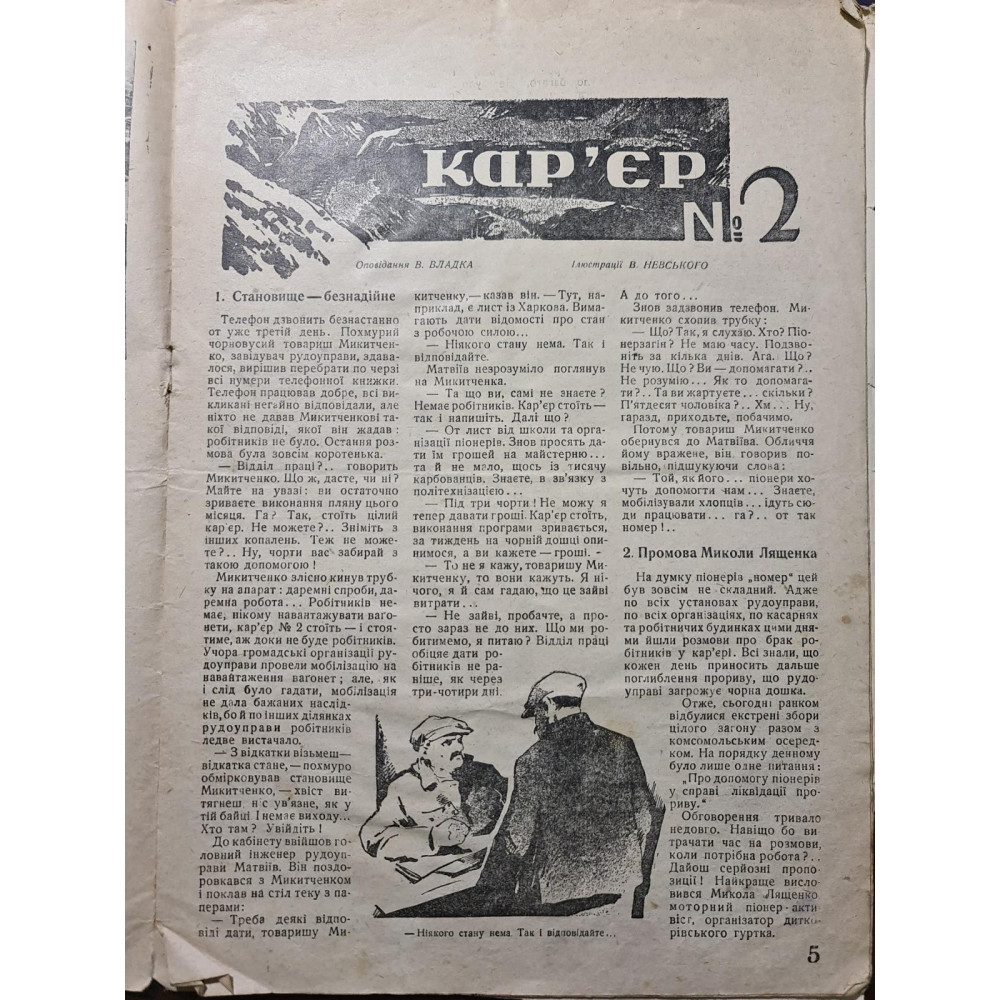 КАР'ЄР
№2
Оповідання В. ВЛАДКА
Ілюстрації В. НЕВСЬКОГО
1. Становище — безнадійне
Телефон дзвонить безнастанно
от уже третій день. Похмурий
чорновусий товариш Микитчен-
ко, завідувач рудоуправи, здава-
лося, вирішив перебрати по черзі
всі нумери телефонної книжки.
Телефон працював добре, всі ви-
кликані негайно відповідали, але
ніхто не давав Микитченкові та-
кої відповіді, якої він жадав:
робітників не було. Остання роз-
мова була зовсім коротенька.
— Відділ праці?.. говорить
Микитченко. Що ж, дасте, чи ні?
Майте на увазі: ви остаточно
зриваєте виконання пляну цього
місяця. Га? Так, стоїть цілий
кар'єр. Не можете?.. Зніміть з
інших копалень. Теж не може-
те?.. Ну, чорти вас забирай з
такою допомогою!
Микитченко злісно кинув труб-
ку на апарат: даремні спроби, да-
ремна робота... Робітників не-
має, нікому навантажувати ваго-
нети, кар'єр № 2 стоїть — і стоя-
тиме, аж доки не буде робітників.
Учора громадські організації ру-
доуправи провели мобілізацію на
навантаження вагонет; але, як
і слід було гадати, мобілізація
не дала бажаних наслід-
ків, бо й по інших ділянках
рудоуправи робітників
ледве вистачало.
— З відкатки візьмеш —
відкатка стане, — похмуро
обмірковував становище
Микитченко, — хвіст ви-
тягнеш ніс ув'язне, як у
тій байці І немає виходу...
Хто там? Увійдіть!
До кабінету ввійшов го-
ловний інженер рудоуп-
рави Матвіїв. Він поздо-
ровкався з Микитченком
і поклав на стіл теку з па-
перами:
— Треба деякі відпо-
віді дати, товаришу Ми-
китченку, — казав він. — Тут, на-
приклад, є лист із Харкова. Вима-
гають дати відомості про стан
з робочою силою...
— Ніякого стану нема. Так і
відповідайте.
Матвіїв незрозуміло поглянув
на Микитченка.
— Та що ви, самі не знаєте?
Немає робітників. Кар'єр стоїть —
так і напишіть. Далі що?
— От лист від школи та орга-
нізації піонерів. Знов просять да-
ти їм грошей на майстерню...
та й не мало, щось із тисячу
карбованців. Знаєте, в зв'язку з
політехнізацією...
— Під три чорти! Не можу я
тепер давати гроші. Кар'єр стоїть,
виконання програми зривається,
за тиждень на чорній дошці опи-
нимося, а ви кажете — гроші. -
— То не я кажу, товаришу Ми-
китченку, то вони кажуть. Я ні-
чого, я й сам гадаю, що це зайві
витрати...
— Не зайві, пробачте, а про-
сто зараз не до них. Що ми ро-
битимемо, я питаю? Відділ праці
обіцяє дати ро-
бітників не ра-
ніше, як через
три-чотири дні.
— Ніякого стану нема. Так і відповідайте...
А до того...
Знов задзвонив телефон. Ми-
китченко схопив трубку:
— Що? Так, я слухаю. Хто? Піо-
нерзагін? Не маю часу. Подзво-
ніть за кілька днів. Ага. Що?
Не чую. Що? Ви — допомагати?..
Не розумію... Як то допомага-
ти?.. Та ви жартуєте... скільки?
П'ятдесят чоловіка?.. Хм... Ну,
гаразд, приходьте, побачимо.
Потому товариш Микитченко
обернувся до Матвіїва. Обличчя
йому вражене, він говорив по-
вільно, підшукуючи слова:
— Той, як його... піонери хо-
чуть допомогти нам... Знаєте,
мобілізували хлопців... ідуть сю-
ди працювати... га?.. от так
номер!..
2. Промова Миколи Лященка
На думку піонерів „номер“ цей
був зовсім не складний. Адже
по всіх установах рудоуправи,
по всіх організаціях, по касарнях
та робітничих будинках цими дня-
ми йшли розмови про брак ро-
бітників у кар'єрі. Всі знали, що
кожен день приносить дальше
поглиблення прориву, що рудо-
управі загрожує чорна дошка.
Отже, сьогодні ранком
відбулися екстрені збори
цілого загону разом з
комсомольським осеред-
ком. На порядку денному
було лише одне питання:
„Про допомогу піонерів
у справі ліквідації про-
риву.“
Обговорення тривало
недовго. Навіщо бо ви
трачати час на розмови,
коли потрібна робота?..
Дайош серйозні пропо-
зиції! Найкраще висло-
вився Микола Лященко
моторний піонер-акти
віст, організатор дитко-
рівського гуртка.
5